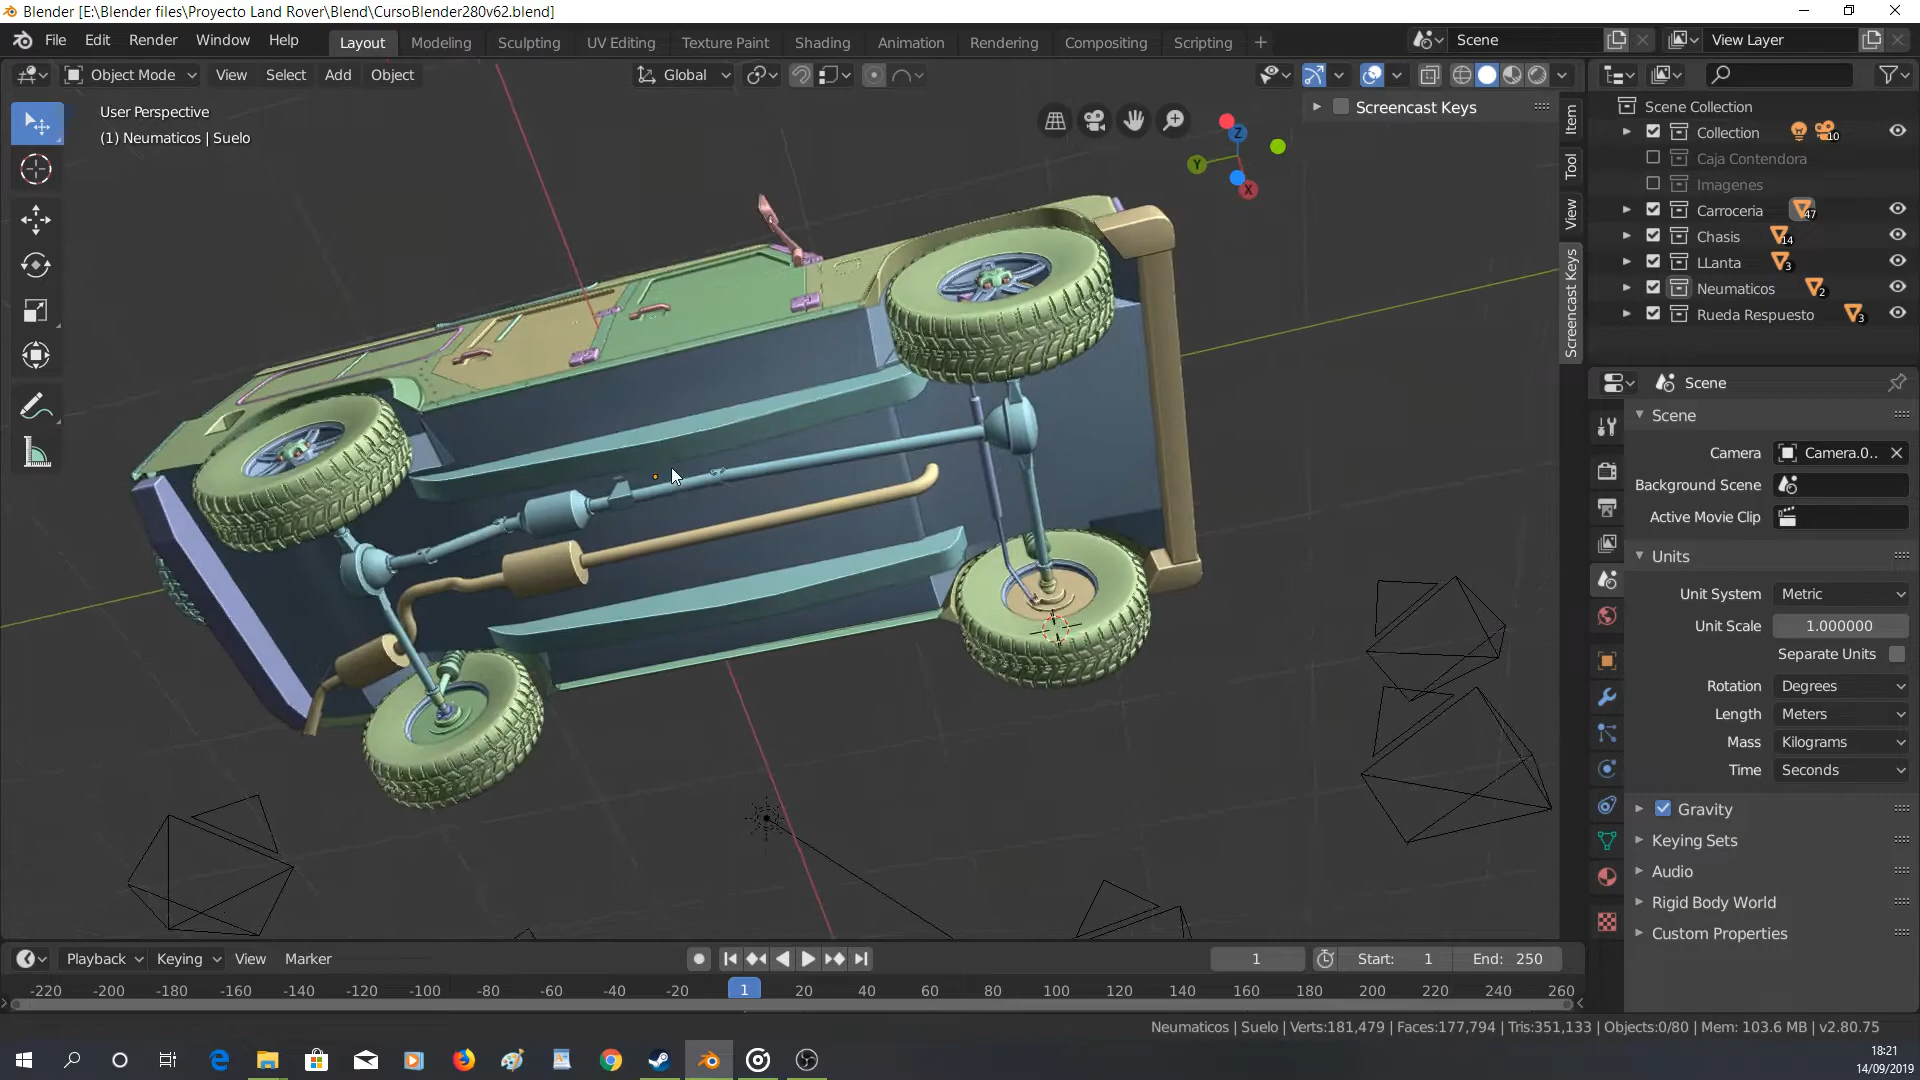 Blender [E:\Blender files\Proyecto Land Rover\Blend\CursoBlender280v62.blend]
File Edit Render Window Help Layout Modeling Sculpting UV Editing Texture Paint Shading Animation Rendering Compositing Scripting Scene View Layer
Object Mode View Select Add Object Global
User Perspective
(1) Neumaticos | Suelo
Screencast Keys
Z
Y
X
Item
Tool
View
Screencast Keys
Scene Collection
Collection 10
Caja Contendora
Imagenes
Carroceria 47
Chasis 14
LLanta 3
Neumaticos 2
Rueda Respuesto 3
Scene
Scene
Camera Camera.0..
Background Scene
Active Movie Clip
Units
Unit System Metric
Unit Scale 1.000000
Separate Units
Rotation Degrees
Length Meters
Mass Kilograms
Time Seconds
Gravity
Keying Sets
Audio
Rigid Body World
Custom Properties
Playback Keying View Marker 1 Start: 1 End: 250
-220 -200 -180 -160 -140 -120 -100 -80 -60 -40 -20 1 20 40 60 80 100 120 140 160 180 200 220 240 260
Neumaticos | Suelo | Verts:181,479 | Faces:177,794 | Tris:351,133 | Objects:0/80 | Mem: 103.6 MB | v2.80.75
18:21
14/09/2019